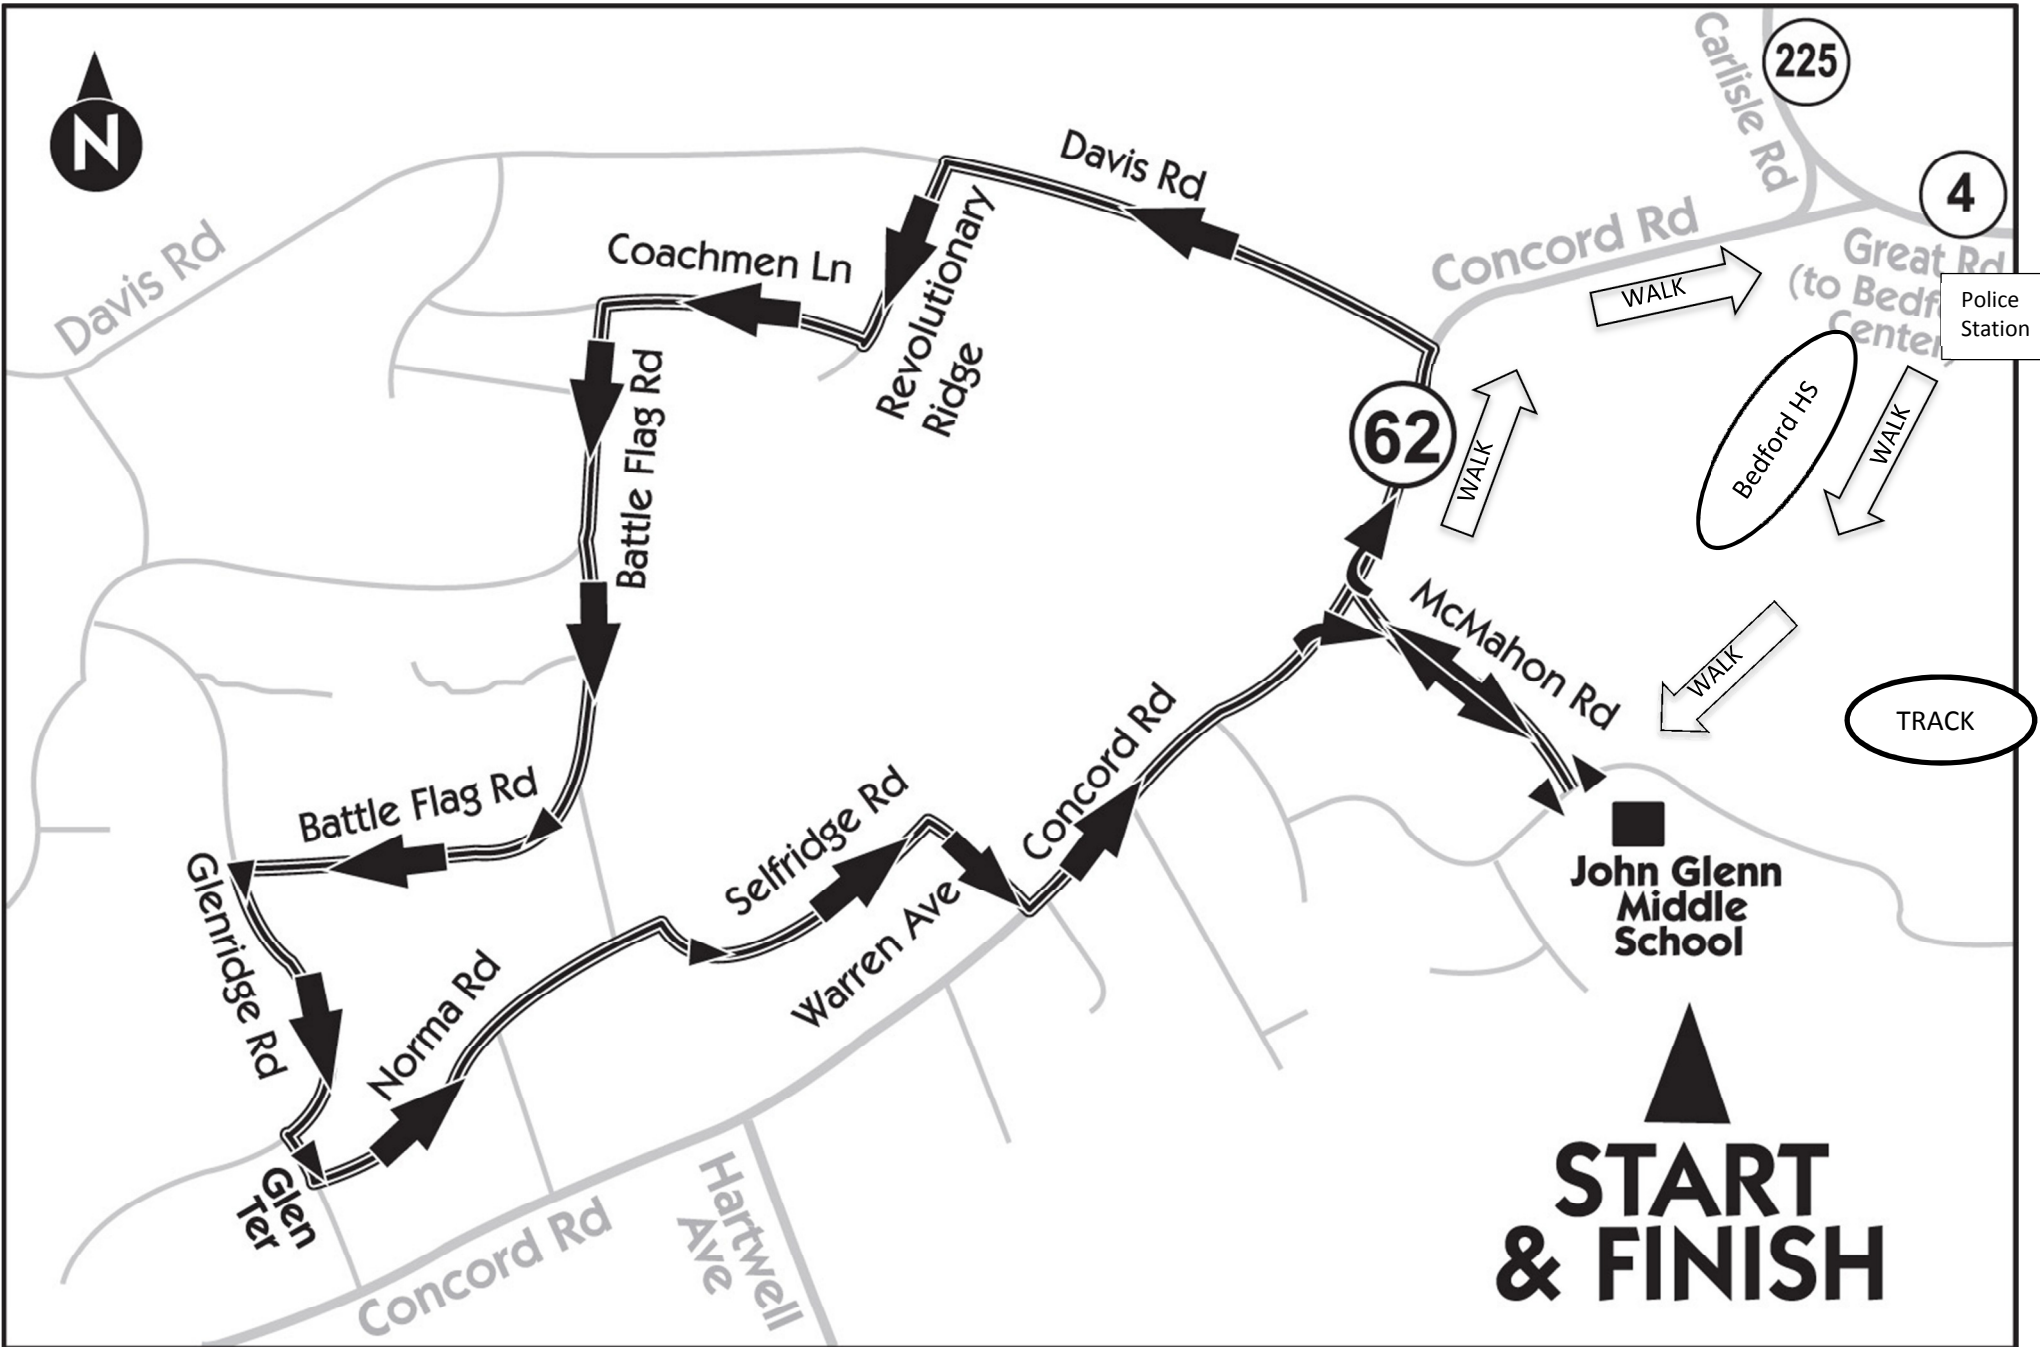 N
Carlisle Rd
225
4
Davis Rd
Concord Rd
Great Rd
(to Bedf
Center
Police
Station
WALK
Revolutionary
Ridge
Coachmen Ln
Davis Rd
Battle Flag Rd
62
WALK
Bedford HS
WALK
McMahon Rd
WALK
TRACK
Concord Rd
Selfridge Rd
Battle Flag Rd
Glenridge Rd
Warren Ave
Norma Rd
John Glenn
Middle
School
Glen
Ter
Hartwell
Ave
Concord Rd
START
& FINISH